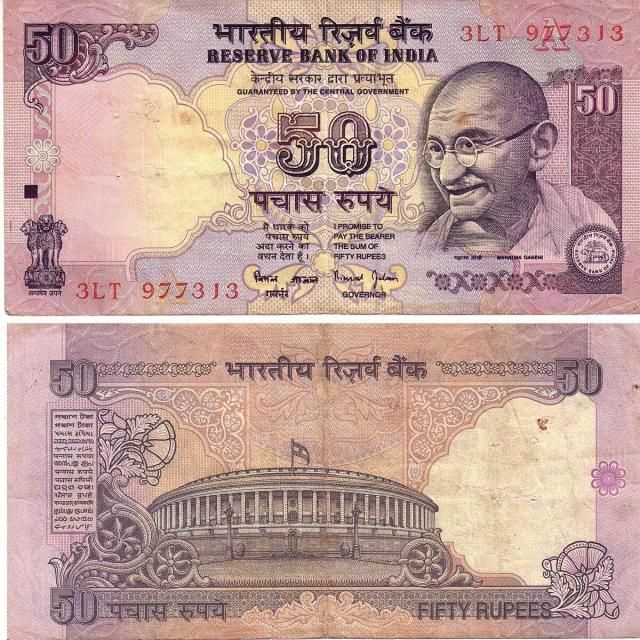 50
भारतीय रिज़र्व बैंक
3LT 977313
A
RESERVE BANK OF INDIA
केन्द्रीय सरकार द्वारा प्रत्याभूत
GUARANTEED BY THE CENTRAL GOVERNMENT
50
50
पचास रुपये
मैं धारक को
पचास रुपये
अदा करने का
वचन देता हूँ।
I PROMISE TO
PAY THE BEARER
THE SUM OF
FIFTY RUPEES
महात्मा गांधी
MAHATMA GANDHI
सत्यमेव जयते
3LT 977313
गवर्नर
GOVERNOR
50
भारतीय रिज़र्व बैंक
50
50
पचास रुपये
FIFTY RUPEES